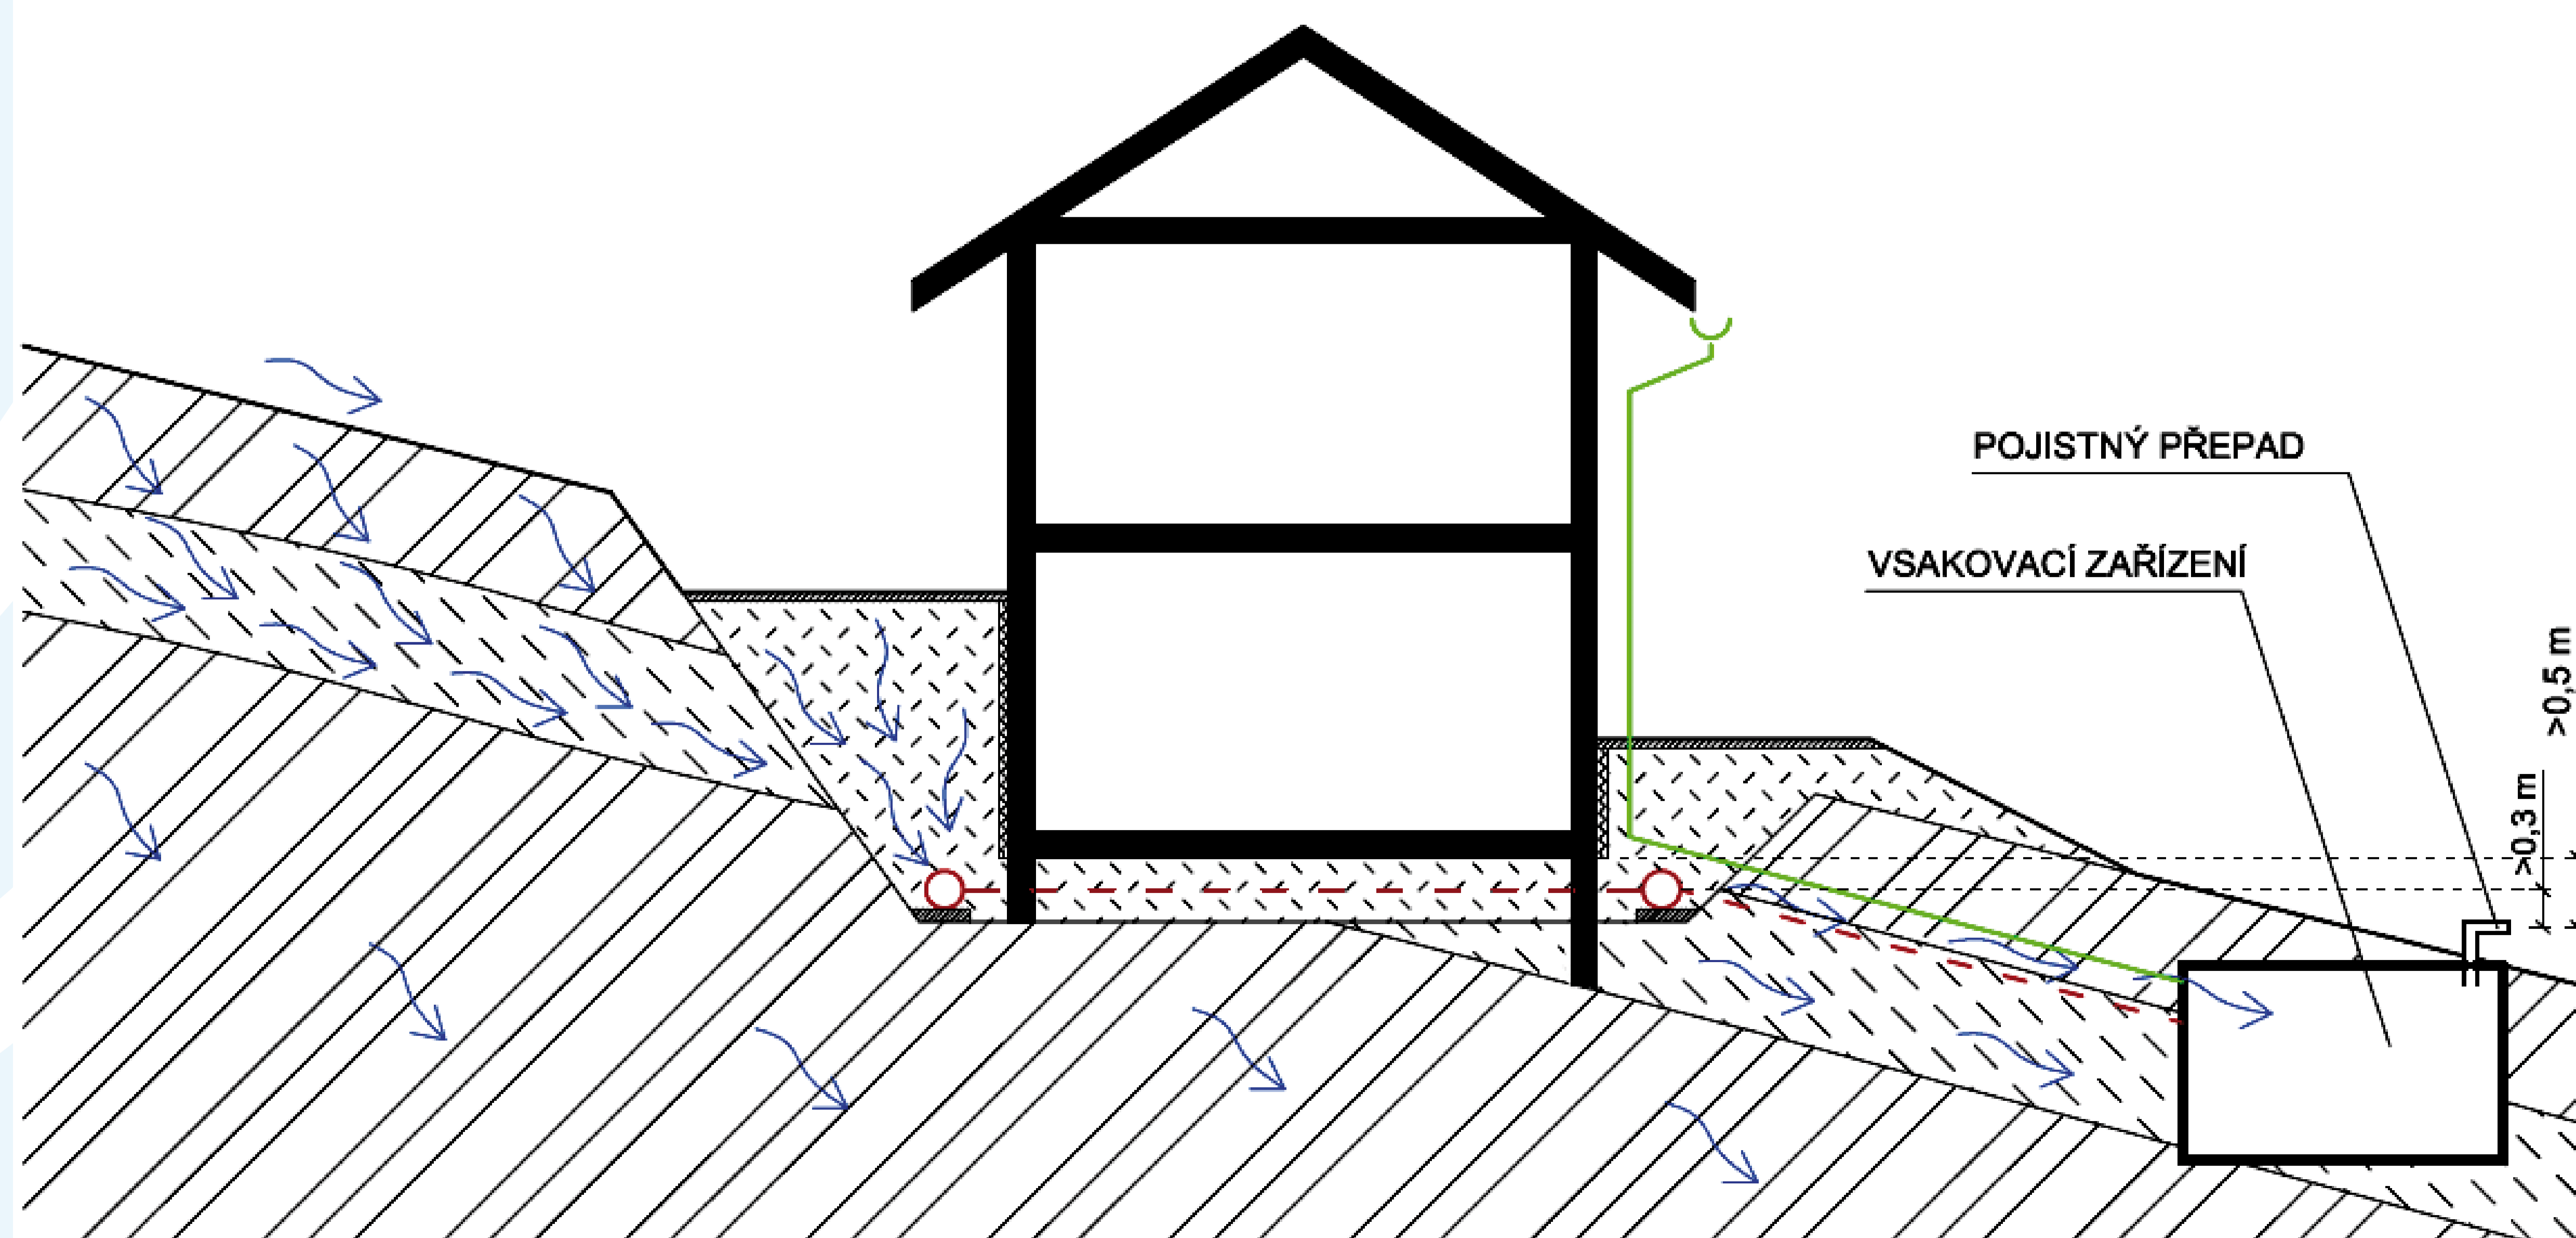 POJISTNÝ PŘEPAD
VSAKOVACÍ ZAŘÍZENÍ
>0,5 m
>0,3 m